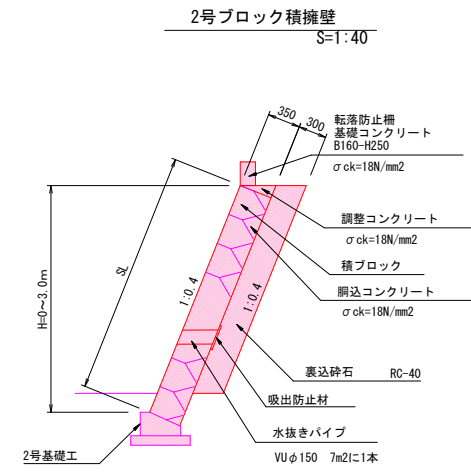 2号ブロック積擁壁
S=1:40
350
300
転落防止柵
基礎コンクリート
B160-H250
σck=18N/mm2
調整コンクリート
σck=18N/mm2
積ブロック
胴込コンクリート
σck=18N/mm2
SL
H=0～3.0m
1:0.4
1:0.4
裏込砕石 RC-40
吸出防止材
水抜きパイプ
VUφ150 7m2に1本
2号基礎工